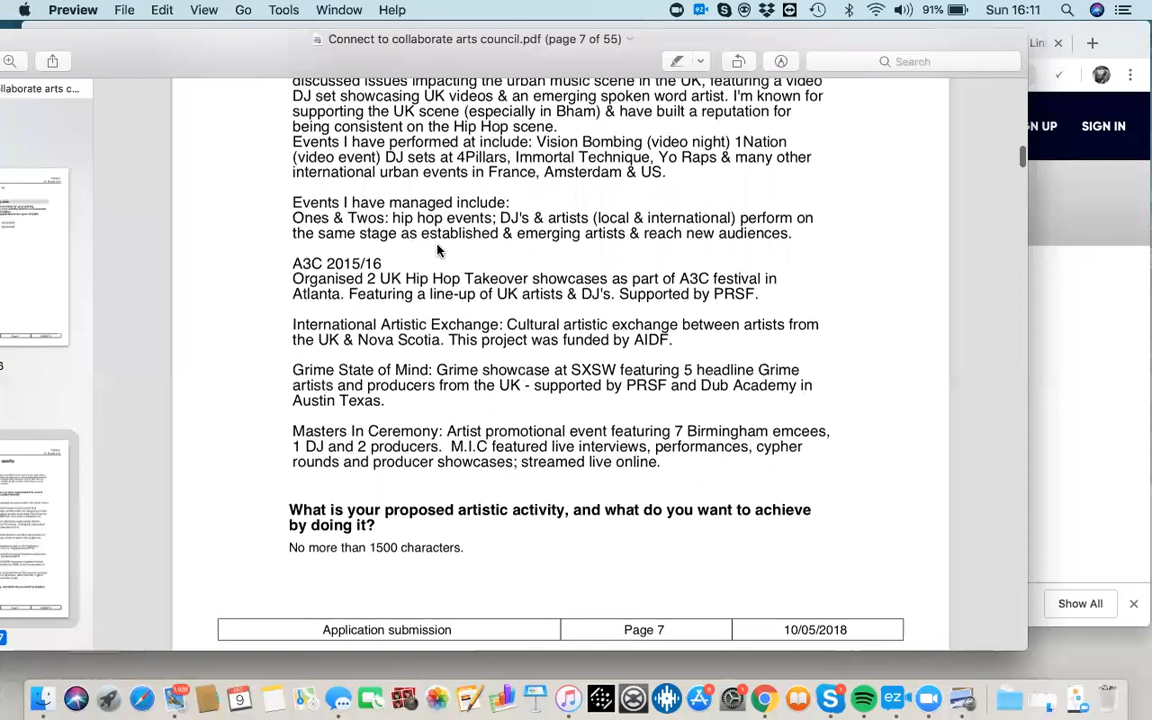 Preview File Edit View Go Tools Window Help
91% Sun 16:11
Connect to collaborate arts council.pdf (page 7 of 55)
Search
collaborate arts c...
discussed issues impacting the urban music scene in the UK, featuring a video
DJ set showcasing UK videos & an emerging spoken word artist. I'm known for
supporting the UK scene (especially in Bham) & have built a reputation for
being consistent on the Hip Hop scene.
Events I have performed at include: Vision Bombing (video night) 1Nation
(video event) DJ sets at 4Pillars, Immortal Technique, Yo Raps & many other
international urban events in France, Amsterdam & US.
Events I have managed include:
Ones & Twos: hip hop events; DJ's & artists (local & international) perform on
the same stage as established & emerging artists & reach new audiences.
A3C 2015/16
Organised 2 UK Hip Hop Takeover showcases as part of A3C festival in
Atlanta. Featuring a line-up of UK artists & DJ's. Supported by PRSF.
International Artistic Exchange: Cultural artistic exchange between artists from
the UK & Nova Scotia. This project was funded by AIDF.
Grime State of Mind: Grime showcase at SXSW featuring 5 headline Grime
artists and producers from the UK - supported by PRSF and Dub Academy in
Austin Texas.
Masters In Ceremony: Artist promotional event featuring 7 Birmingham emcees,
1 DJ and 2 producers. M.I.C featured live interviews, performances, cypher
rounds and producer showcases; streamed live online.
What is your proposed artistic activity, and what do you want to achieve
by doing it?
No more than 1500 characters.
Application submission Page 7 10/05/2018
6
7
Lin
GN UP SIGN IN
Show All
9